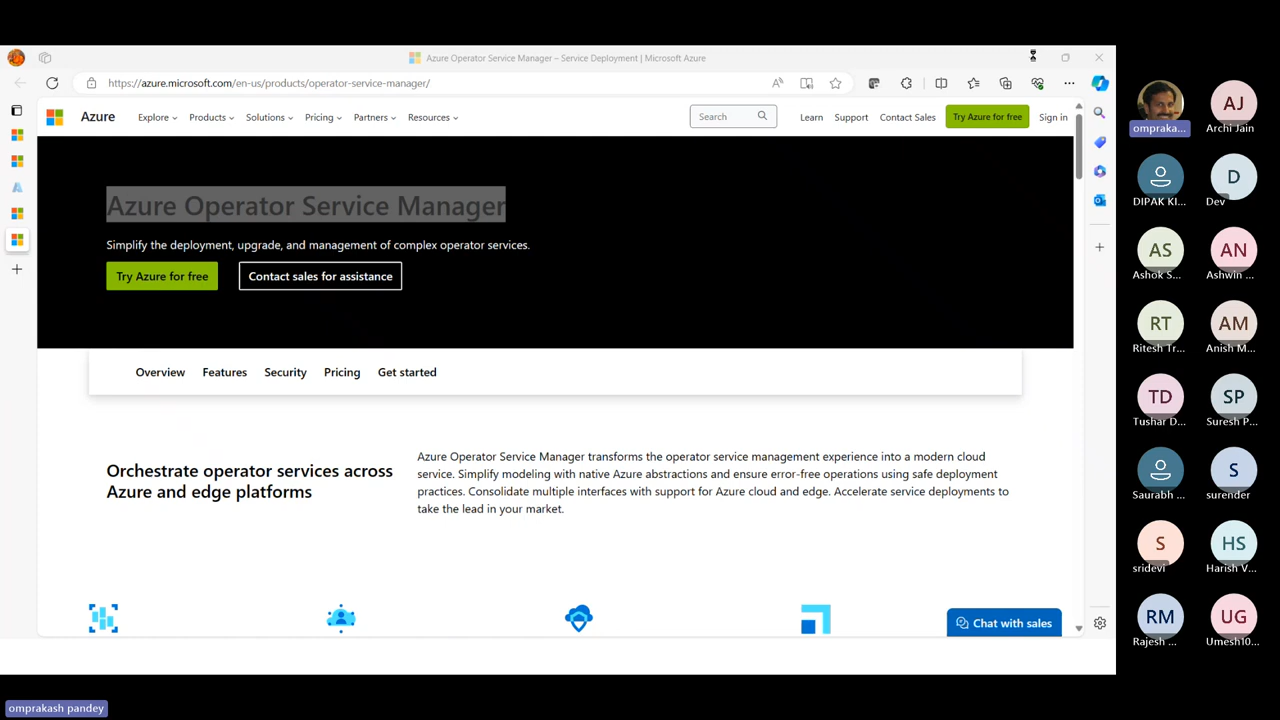 Azure Operator Service Manager – Service Deployment | Microsoft Azure
https://azure.microsoft.com/en-us/products/operator-service-manager/
Azure
Explore
Products
Solutions
Pricing
Partners
Resources
Search
Learn
Support
Contact Sales
Try Azure for free
Sign in
Azure Operator Service Manager
Simplify the deployment, upgrade, and management of complex operator services.
Try Azure for free
Contact sales for assistance
Overview
Features
Security
Pricing
Get started
Orchestrate operator services across
Azure and edge platforms
Azure Operator Service Manager transforms the operator service management experience into a modern cloud
service. Simplify modeling with native Azure abstractions and ensure error-free operations using safe deployment
practices. Consolidate multiple interfaces with support for Azure cloud and edge. Accelerate service deployments to
take the lead in your market.
Chat with sales
ompraka...
AJ
Archi Jain
DIPAK KI...
D
Dev
AS
Ashok S...
AN
Ashwin ...
RT
Ritesh Tr...
AM
Anish M...
TD
Tushar D...
SP
Suresh P...
Saurabh ...
S
surender
S
sridevi
HS
Harish V...
RM
Rajesh ...
UG
Umesh10...
omprakash pandey